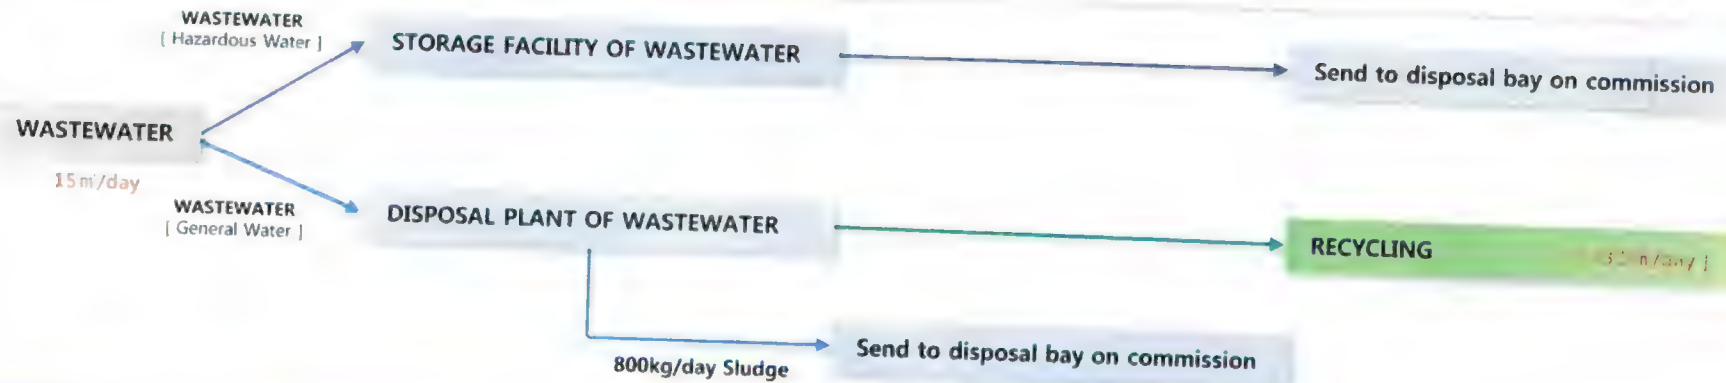 WASTEWATER
[ Hazardous Water ]
STORAGE FACILITY OF WASTEWATER
Send to disposal bay on commission
WASTEWATER
15㎥/day
WASTEWATER
[ General Water ]
DISPOSAL PLANT OF WASTEWATER
RECYCLING
800kg/day Sludge
Send to disposal bay on commission